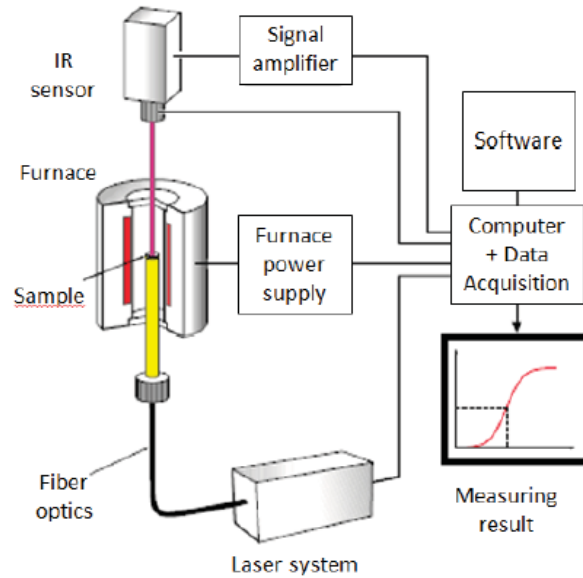 IR
sensor
Signal
amplifier
Software
Furnace
Furnace
power
supply
Computer
+ Data
Acquisition
Sample
Fiber
optics
Laser system
Measuring
result